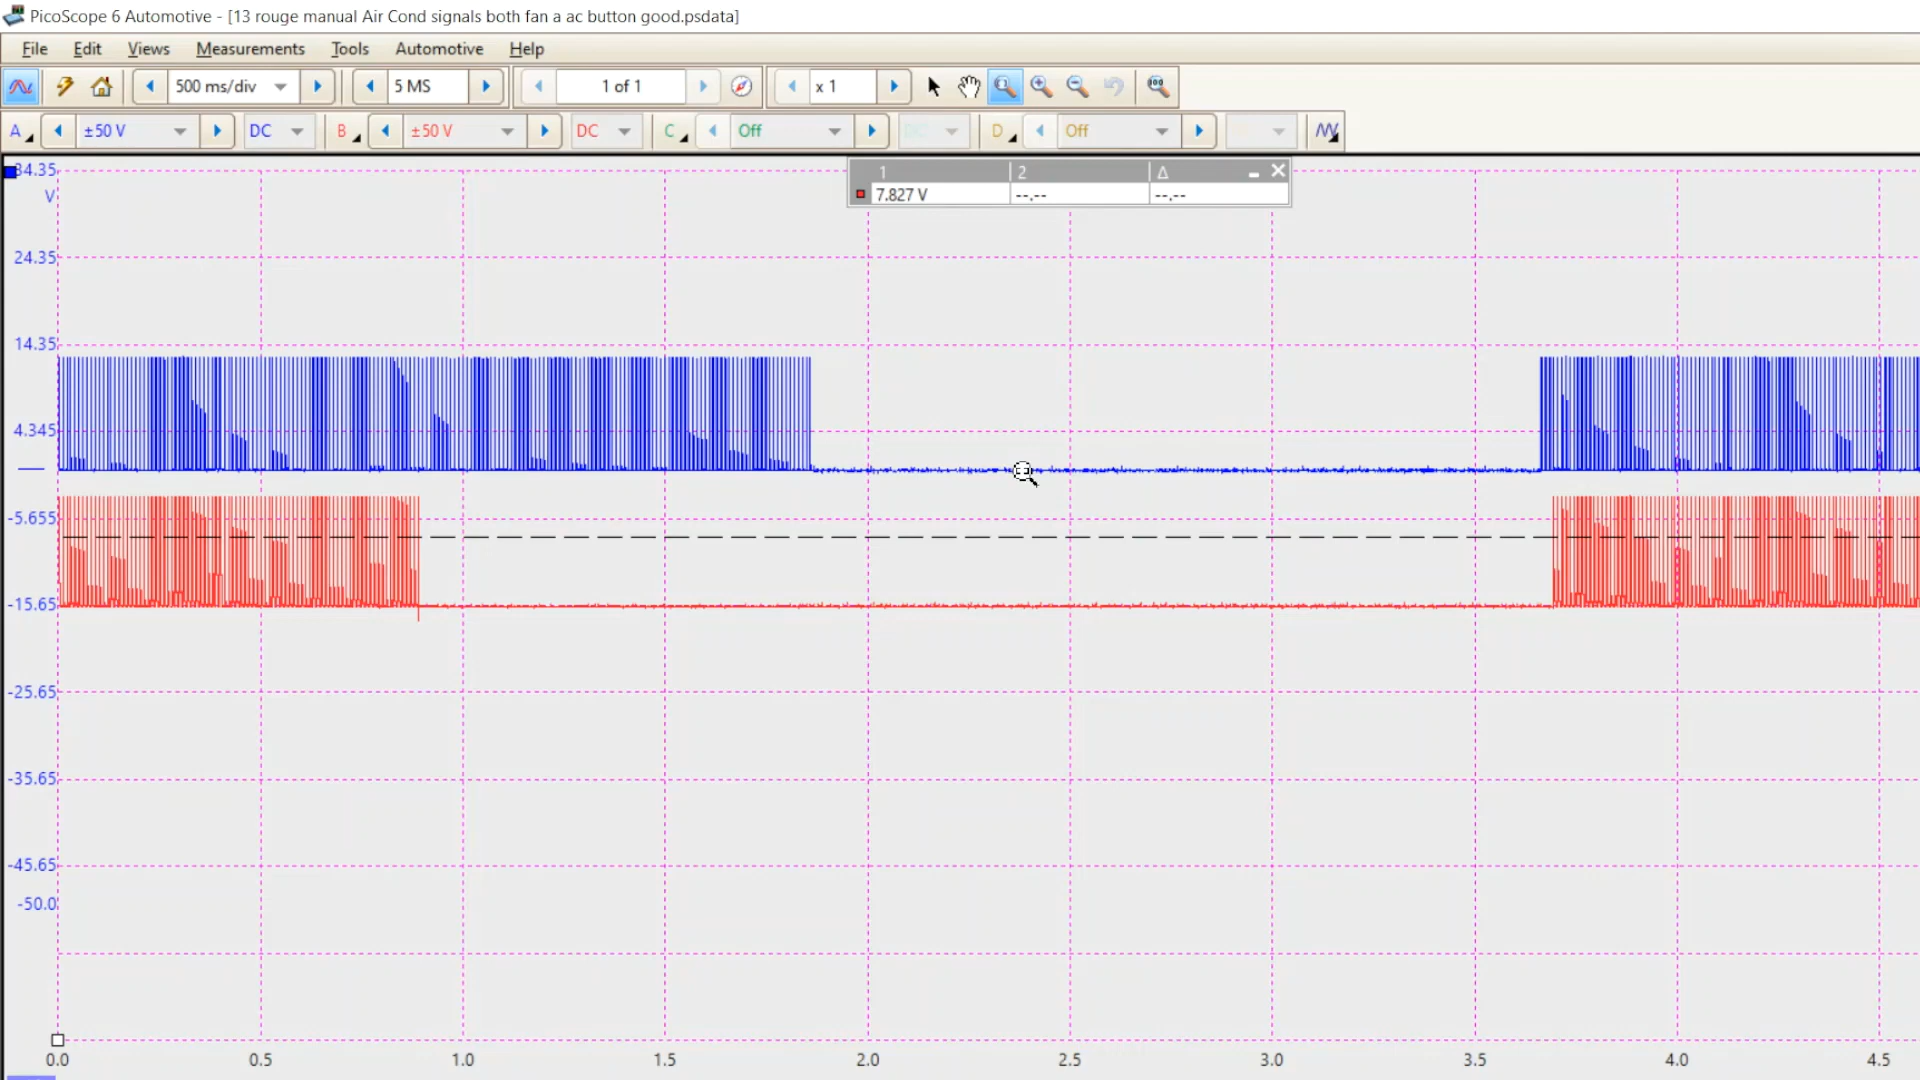 PicoScope 6 Automotive - [13 rouge manual Air Cond signals both fan a ac button good.psdata]
File Edit Views Measurements Tools Automotive Help
500 ms/div 5 MS 1 of 1 x 1
A ±50 V DC B ±50 V DC C Off D Off
1 2 Δ
7.827 V --.-- --.--
34.35
V
24.35
14.35
4.345
-5.655
-15.65
-25.65
-35.65
-45.65
-50.0
0.0 0.5 1.0 1.5 2.0 2.5 3.0 3.5 4.0 4.5